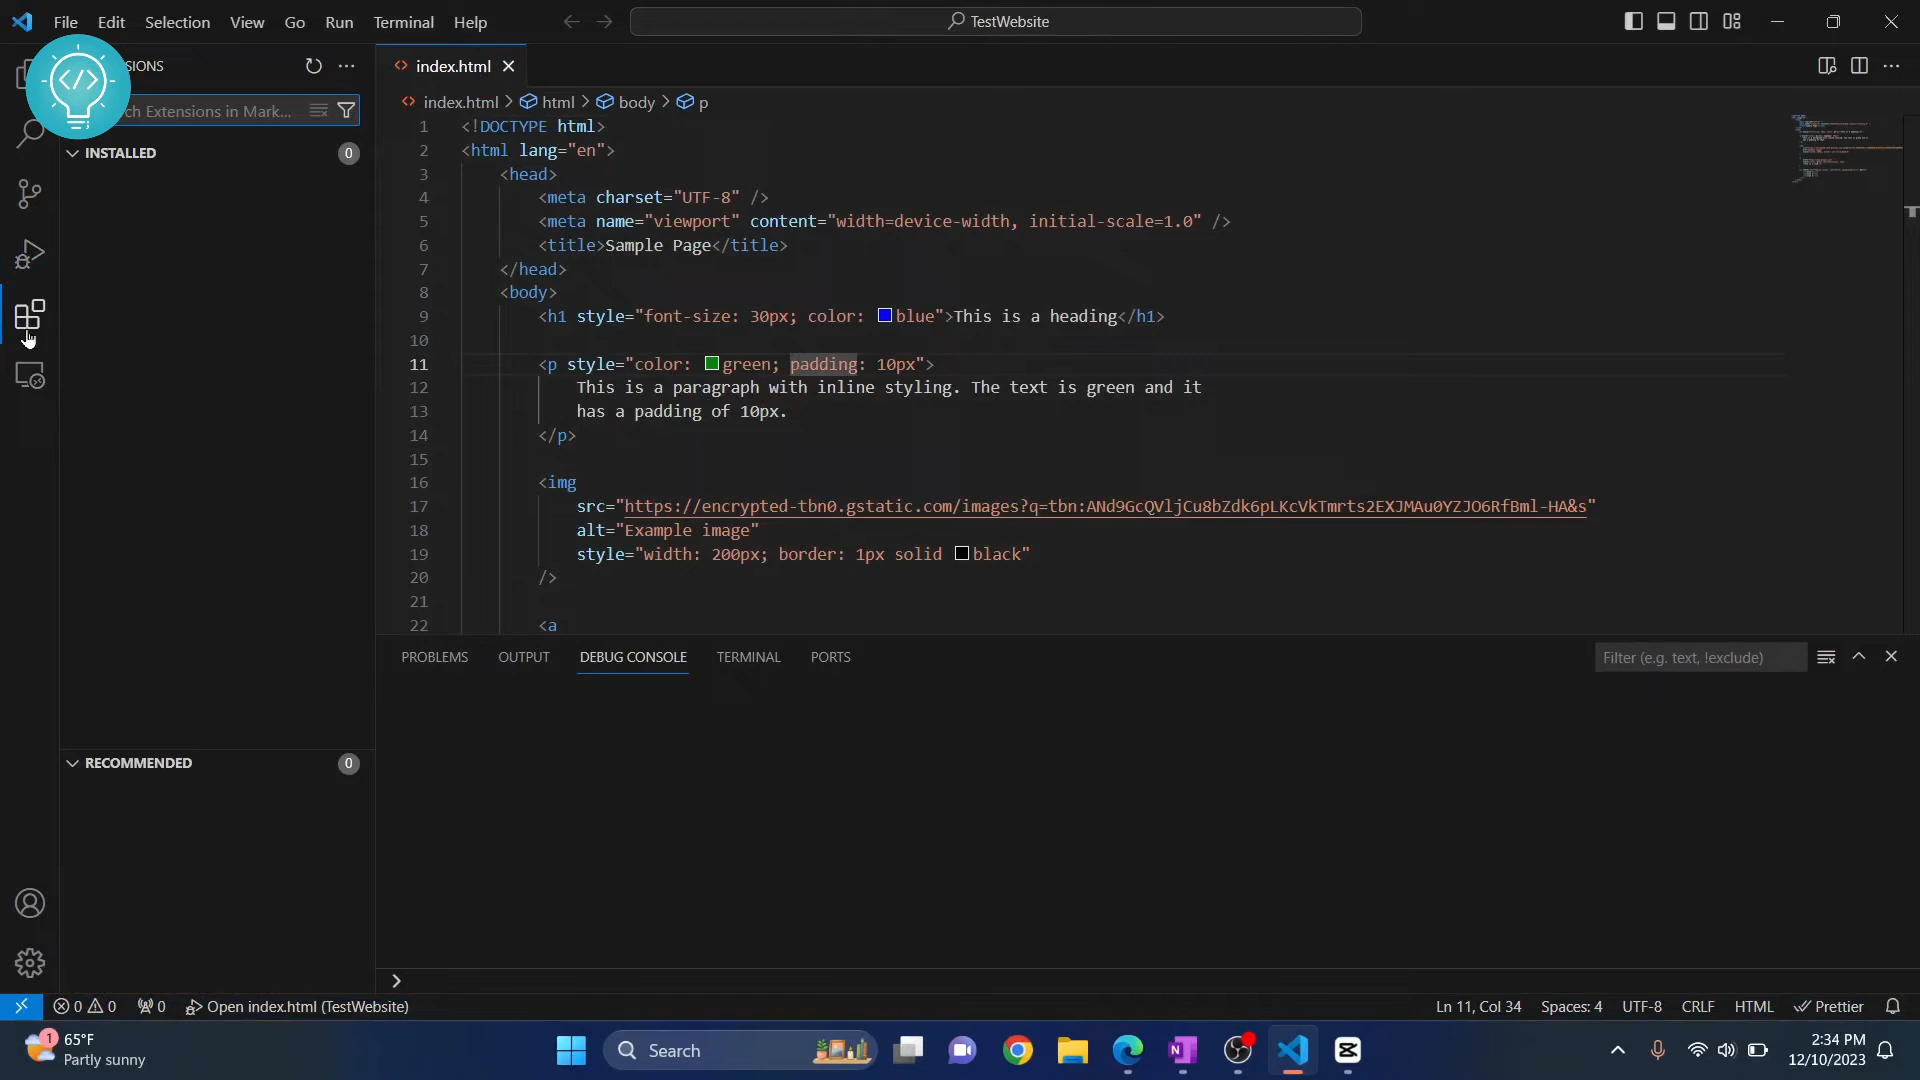 File Edit Selection View Go Run Terminal Help
TestWebsite
SIONS
ch Extensions in Mark...
INSTALLED 0
RECOMMENDED 0
index.html
index.html > html > body > p
1 <!DOCTYPE html>
2 <html lang="en">
3 <head>
4 <meta charset="UTF-8" />
5 <meta name="viewport" content="width=device-width, initial-scale=1.0" />
6 <title>Sample Page</title>
7 </head>
8 <body>
9 <h1 style="font-size: 30px; color: blue">This is a heading</h1>
10
11 <p style="color: green; padding: 10px">
12 This is a paragraph with inline styling. The text is green and it
13 has a padding of 10px.
14 </p>
15
16 <img
17 src="https://encrypted-tbn0.gstatic.com/images?q=tbn:ANd9GcQVljCu8bZdk6pLKcVkTmrts2EXJMAu0YZJO6RfBml-HA&s"
18 alt="Example image"
19 style="width: 200px; border: 1px solid black"
20 />
21
22 <a
PROBLEMS OUTPUT DEBUG CONSOLE TERMINAL PORTS
Filter (e.g. text, !exclude)
0 0 0 Open index.html (TestWebsite)
Ln 11, Col 34 Spaces: 4 UTF-8 CRLF HTML Prettier
1 65°F
Partly sunny
Search
2:34 PM
12/10/2023